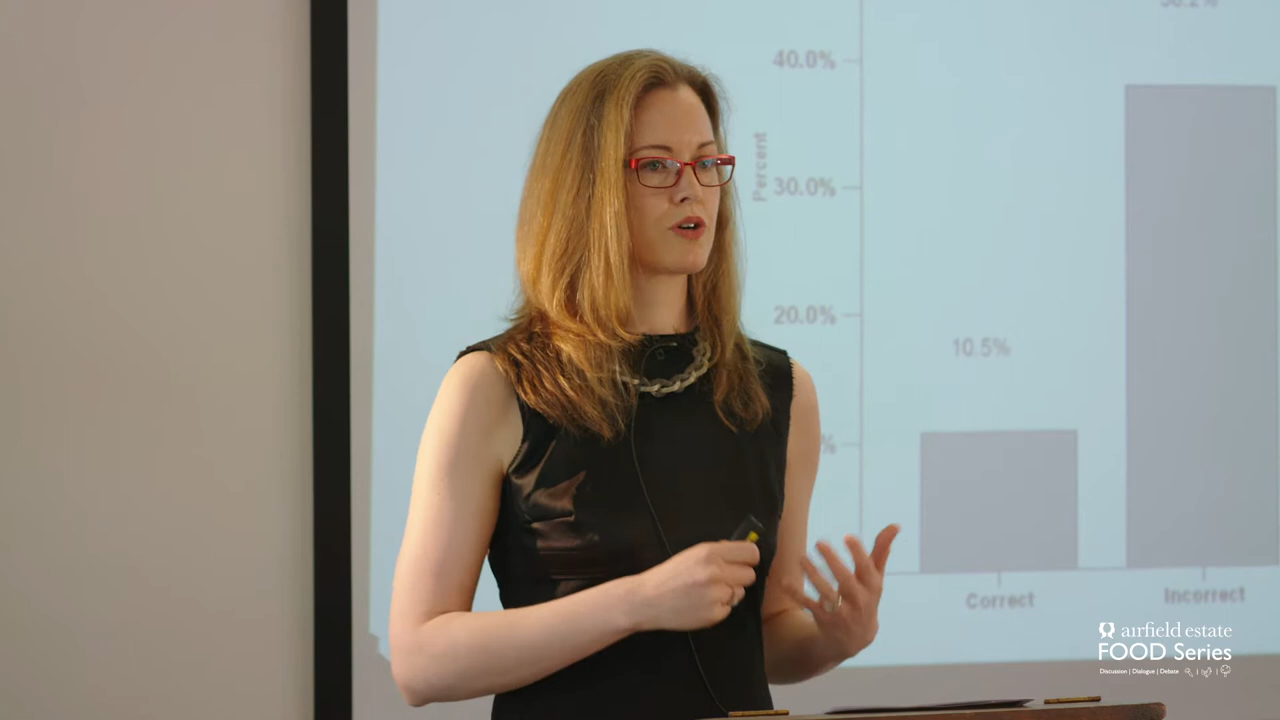 40.0%
Percent
30.0%
20.0%
10.5%
Correct
Incorrect
airfield estate
FOOD Series
Discussion | Dialogue | Debate